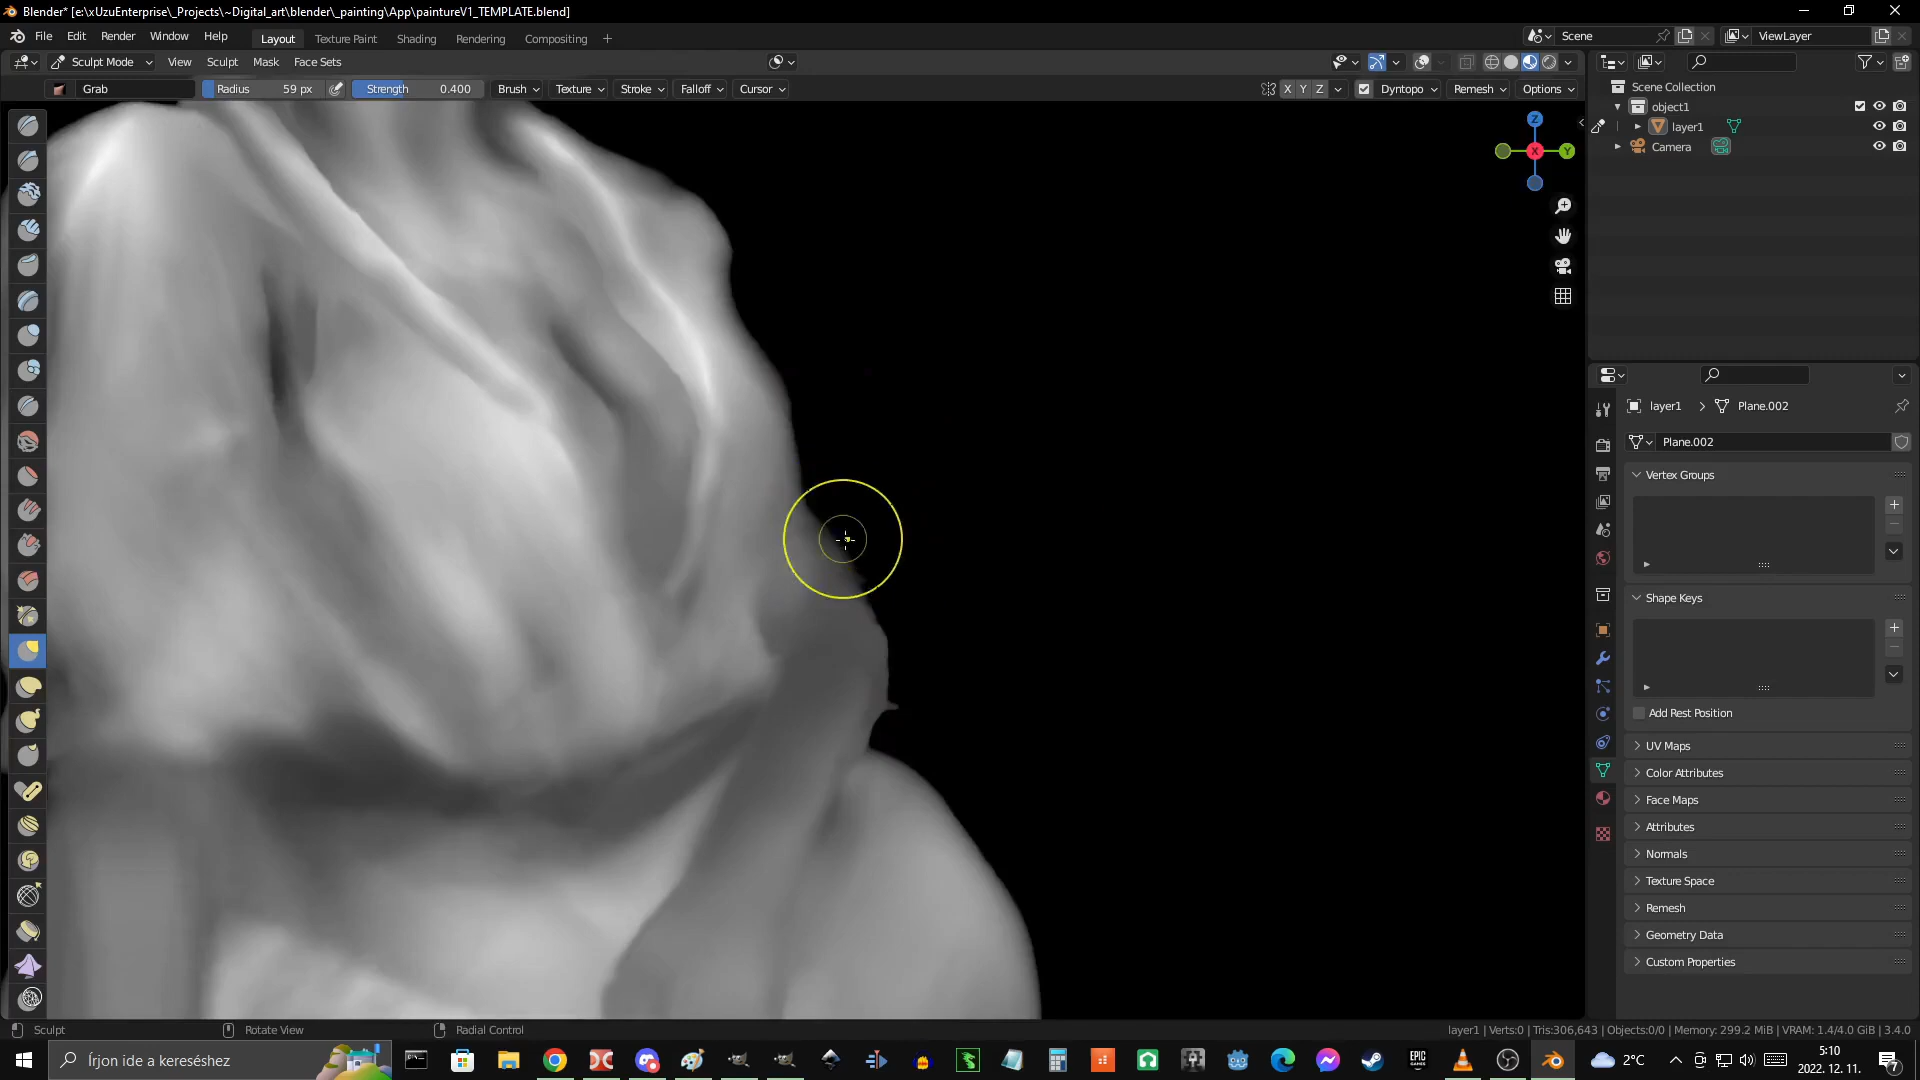 Blender* [e:\xUzuEnterprise\_Projects\~Digital_art\blender\_painting\App\paintureV1_TEMPLATE.blend]
File Edit Render Window Help Layout Texture Paint Shading Rendering Compositing + Scene ViewLayer
Sculpt Mode View Sculpt Mask Face Sets
Grab Radius 59 px Strength 0.400 Brush Texture Stroke Falloff Cursor X Y Z Dyntopo Remesh Options
Scene Collection
object1
layer1
Camera
Z
X Y
layer1 > Plane.002
Plane.002
Vertex Groups
Shape Keys
Add Rest Position
UV Maps
Color Attributes
Face Maps
Attributes
Normals
Texture Space
Remesh
Geometry Data
Custom Properties
Sculpt Rotate View Radial Control layer1 | Verts:0 | Tris:306,643 | Objects:0/0 | Memory: 299.2 MiB | VRAM: 1.4/4.0 GiB | 3.4.0
Írjon ide a kereséshez
EPIC GAMES
2°C
5:10
2022. 12. 11.
7